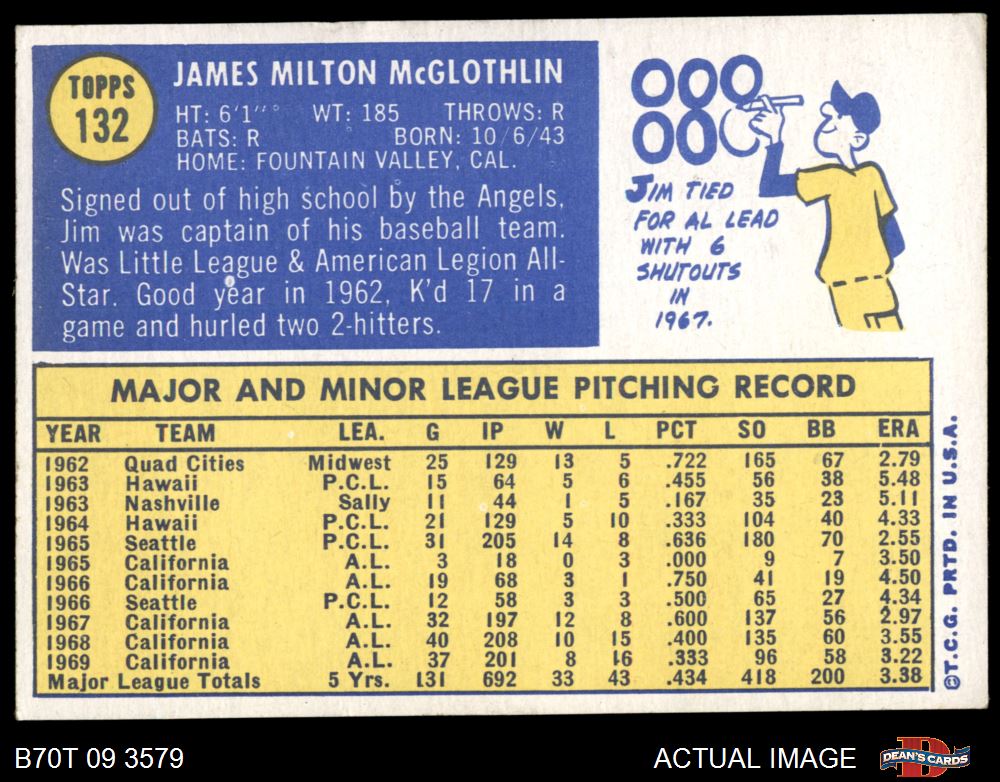 TOPPS
132
JAMES MILTON McGLOTHLIN
HT: 6'1" WT: 185 THROWS: R
BATS: R BORN: 10/6/43
HOME: FOUNTAIN VALLEY, CAL.
Signed out of high school by the Angels,
Jim was captain of his baseball team.
Was Little League & American Legion All-
Star. Good year in 1962, K'd 17 in a
game and hurled two 2-hitters.
JIM TIED
FOR AL LEAD
WITH 6
SHUTOUTS
IN
1967.
MAJOR AND MINOR LEAGUE PITCHING RECORD
YEAR TEAM LEA. G IP W L PCT SO BB ERA
1962 Quad Cities Midwest 25 129 13 5 .722 165 67 2.79
1963 Hawaii P.C.L. 15 64 5 6 .455 56 38 5.48
1963 Nashville Sally 11 44 1 5 .167 35 23 5.11
1964 Hawaii P.C.L. 21 129 5 10 .333 104 40 4.33
1965 Seattle P.C.L. 31 205 14 8 .636 180 70 2.55
1965 California A.L. 3 18 0 3 .000 9 7 3.50
1966 California A.L. 19 68 3 1 .750 41 19 4.50
1966 Seattle P.C.L. 12 58 3 3 .500 65 27 4.34
1967 California A.L. 32 197 12 8 .600 137 56 2.97
1968 California A.L. 40 208 10 15 .400 135 60 3.55
1969 California A.L. 37 201 8 16 .333 96 58 3.22
Major League Totals 5 Yrs. 131 692 33 43 .434 418 200 3.38
©T.C.G. PRTD. IN U.S.A.
B70T 09 3579
ACTUAL IMAGE
DEAN'S CARDS